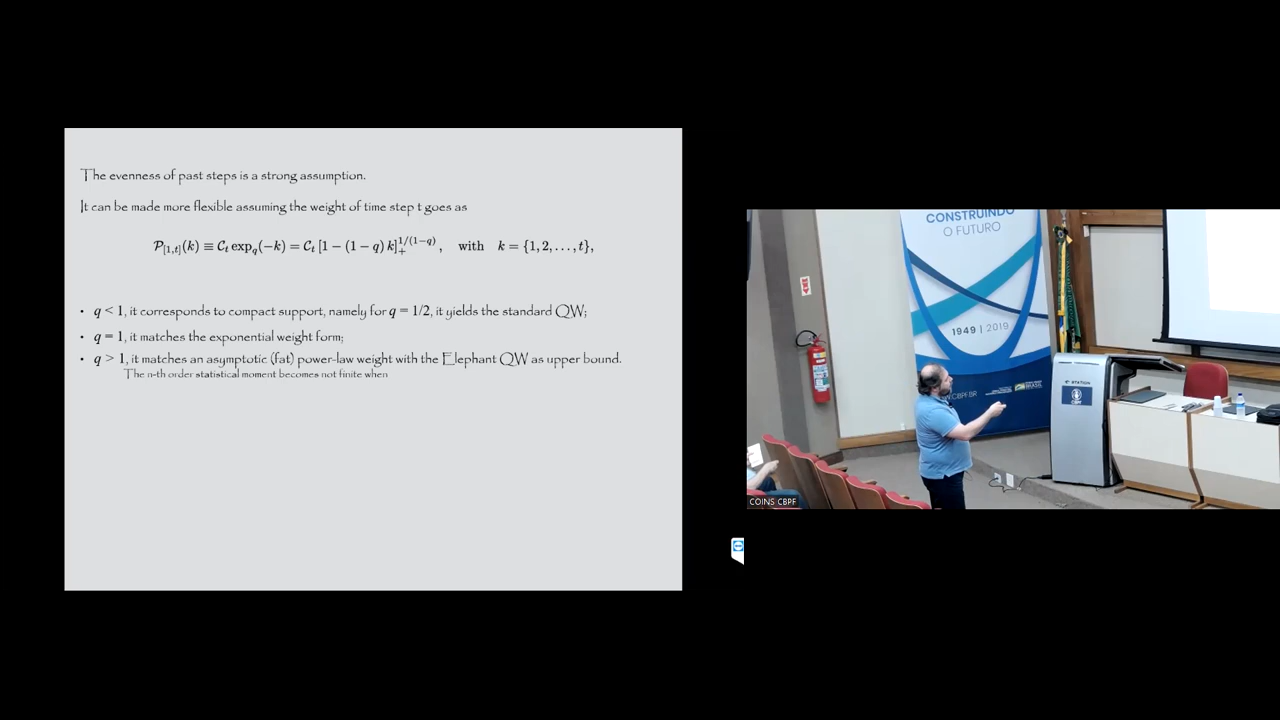 The evenness of past steps is a strong assumption.
It can be made more flexible assuming the weight of time step t goes as
𝒫_{[1,t]}(k) ≡ 𝒞_t exp_q(−k) = 𝒞_t [1 − (1 − q) k]_+^{1/(1−q)}, with k = {1, 2, . . . , t},
• q < 1, it corresponds to compact support, namely for q = 1/2, it yields the standard QW;
• q = 1, it matches the exponential weight form;
• q > 1, it matches an asymptotic (fat) power-law weight with the Elephant QW as upper bound.
The n-th order statistical moment becomes not finite when
CONSTRUINDO
O FUTURO
1949 | 2019
.CBPF.BR
BRASIL
CBPF
COINS CBPF